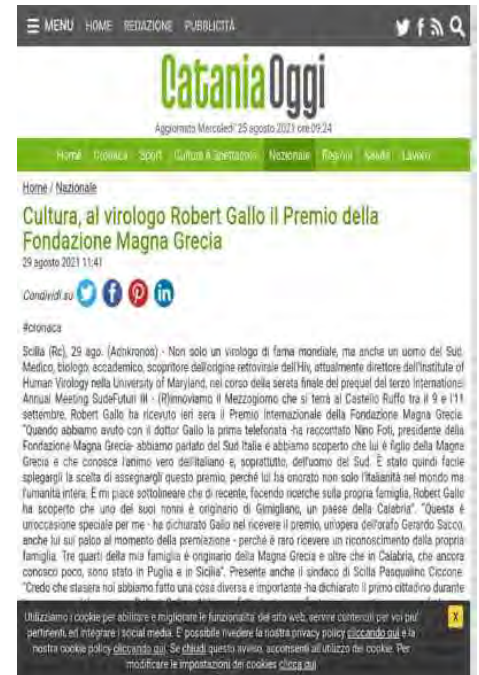 MENU HOME REDAZIONE PUBBLICITÀ
Catania Oggi
Aggiornato Mercoledi' 25 agosto 2021 ore 09:24
Home Cronaca Sport Cultura e Spettacolo Nazionale Regioni Salute Lavoro
Home / Nazionale
Cultura, al virologo Robert Gallo il Premio della
Fondazione Magna Grecia
29 agosto 2021 11:41
Condividi su
#cronaca
Scilla (Rc), 29 ago. (Adnkronos) - Non solo un virologo di fama mondiale, ma anche un uomo del Sud.
Medico, biologo, accademico, scopritore dell'origine retrovirale dell'Hiv, attualmente direttore dell'Institute of
Human Virology nella University of Maryland, nel corso della serata finale del prequel del terzo International
Annual Meeting SudeFuturi III - (R)innoviamo il Mezzogiorno che si terrà al Castello Ruffo tra il 9 e l'11
settembre, Robert Gallo ha ricevuto ieri sera il Premio Internazionale della Fondazione Magna Grecia.
"Quando abbiamo avuto con il dottor Gallo la prima telefonata -ha raccontato Nino Foti, presidente della
Fondazione Magna Grecia- abbiamo parlato del Sud Italia e abbiamo scoperto che lui è figlio della Magna
Grecia e che conosce l'animo vero dell'italiano e, soprattutto, dell'uomo del Sud. È stato quindi facile
spiegargli la scelta di assegnargli questo premio, perché lui ha onorato non solo l'italianità nel mondo ma
l'umanità intera. E mi piace sottolineare che di recente, facendo ricerche sulla propria famiglia, Robert Gallo
ha scoperto che uno dei suoi nonni è originario di Gimigliano, un paese della Calabria". "Questa è
un'occasione speciale per me - ha dichiarato Gallo nel ricevere il premio, un'opera dell'orafo Gerardo Sacco,
anche lui sul palco al momento della premiazione - perché è raro ricevere un riconoscimento dalla propria
famiglia. Tre quarti della mia famiglia è originario della Magna Grecia e oltre che in Calabria, che ancora
conosco poco, sono stato in Puglia e in Sicilia". Presente anche il sindaco di Scilla Pasqualino Ciccone.
"Credo che stasera noi abbiamo fatto una cosa diversa e importante -ha dichiarato il primo cittadino durante
Utilizziamo i cookie per abilitare e migliorare le funzionalità del sito web, servire contenuti per voi piu'
pertinenti, ed integrare i social media. E' possibile rivedere la nostra privacy policy cliccando qui e la
nostra cookie policy cliccando qui. Se chiudi questo avviso, acconsenti all'utilizzo dei cookie. Per
modificare le impostazioni dei cookies clicca qui
X